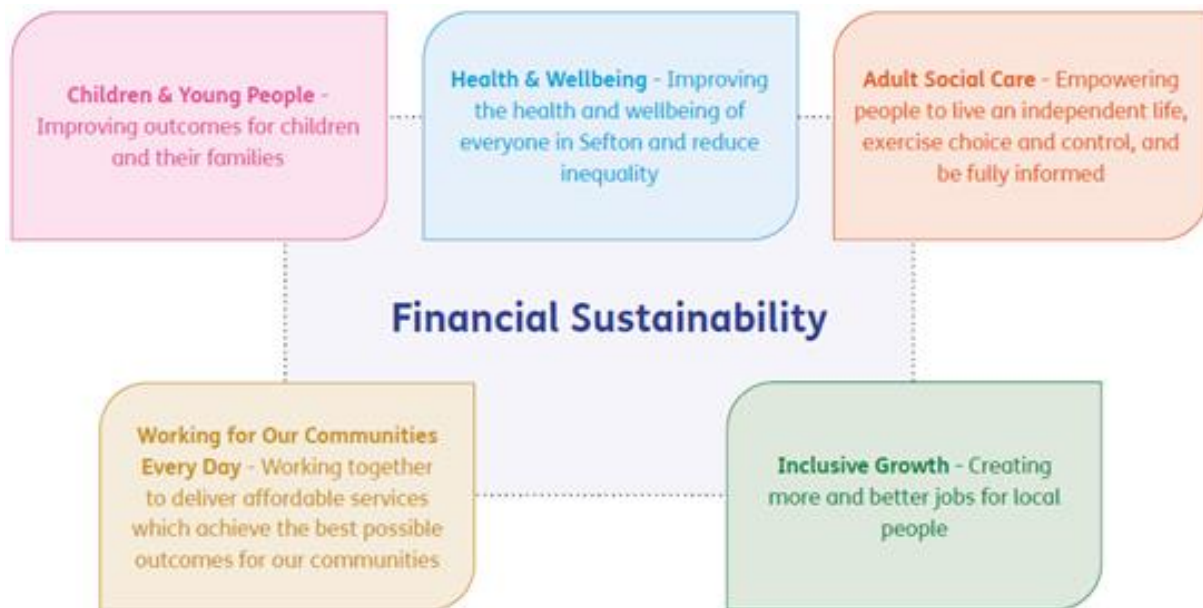 Children & Young People -
Improving outcomes for children
and their families
Health & Wellbeing - Improving
the health and wellbeing of
everyone in Sefton and reduce
inequality
Adult Social Care - Empowering
people to live an independent life,
exercise choice and control, and
be fully informed
Financial Sustainability
Working for Our Communities
Every Day - Working together
to deliver affordable services
which achieve the best possible
outcomes for our communities
Inclusive Growth - Creating
more and better jobs for local
people